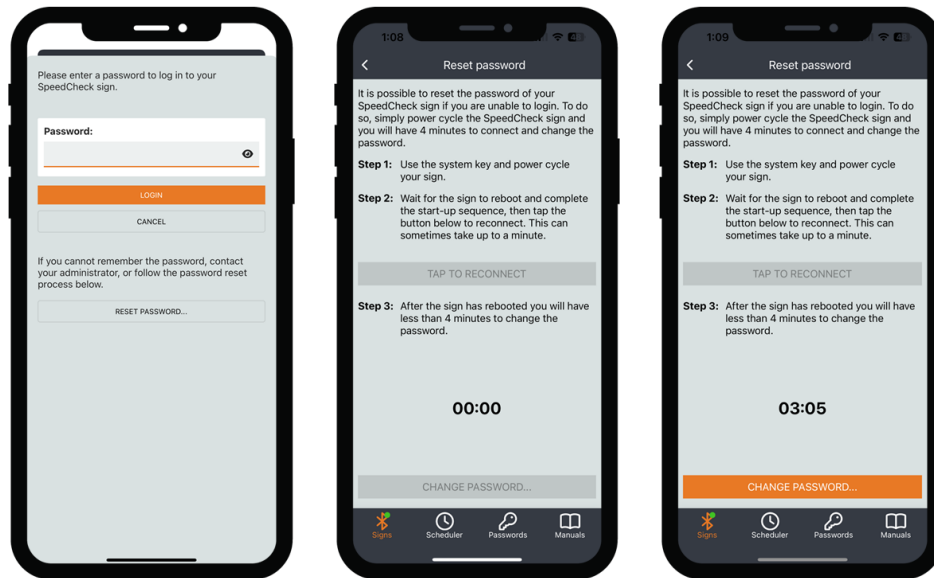 Please enter a password to log in to your
SpeedCheck sign.
Password:
LOGIN
CANCEL
If you cannot remember the password, contact
your administrator, or follow the password reset
process below.
RESET PASSWORD...
1:08
Reset password
It is possible to reset the password of your
SpeedCheck sign if you are unable to login. To do
so, simply power cycle the SpeedCheck sign and
you will have 4 minutes to connect and change the
password.
Step 1: Use the system key and power cycle
your sign.
Step 2: Wait for the sign to reboot and complete
the start-up sequence, then tap the
button below to reconnect. This can
sometimes take up to a minute.
TAP TO RECONNECT
Step 3: After the sign has rebooted you will have
less than 4 minutes to change the
password.
00:00
CHANGE PASSWORD...
Signs Scheduler Passwords Manuals
1:09
Reset password
It is possible to reset the password of your
SpeedCheck sign if you are unable to login. To do
so, simply power cycle the SpeedCheck sign and
you will have 4 minutes to connect and change the
password.
Step 1: Use the system key and power cycle
your sign.
Step 2: Wait for the sign to reboot and complete
the start-up sequence, then tap the
button below to reconnect. This can
sometimes take up to a minute.
TAP TO RECONNECT
Step 3: After the sign has rebooted you will have
less than 4 minutes to change the
password.
03:05
CHANGE PASSWORD...
Signs Scheduler Passwords Manuals